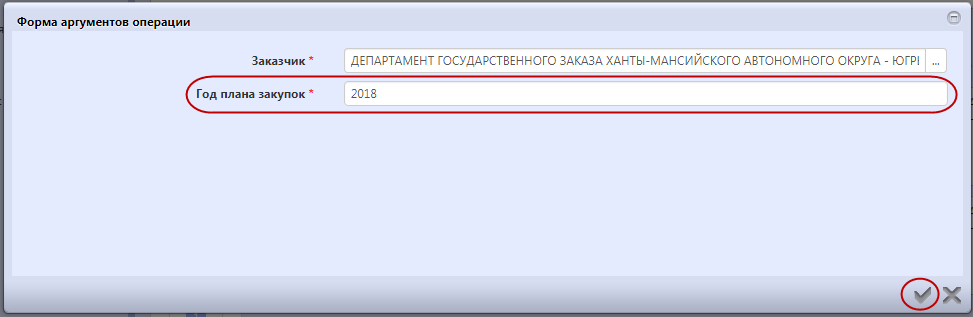 Форма аргументов операции
Заказчик * ДЕПАРТАМЕНТ ГОСУДАРСТВЕННОГО ЗАКАЗА ХАНТЫ-МАНСИЙСКОГО АВТОНОМНОГО ОКРУГА - ЮГРЫ ...
Год плана закупок * 2018